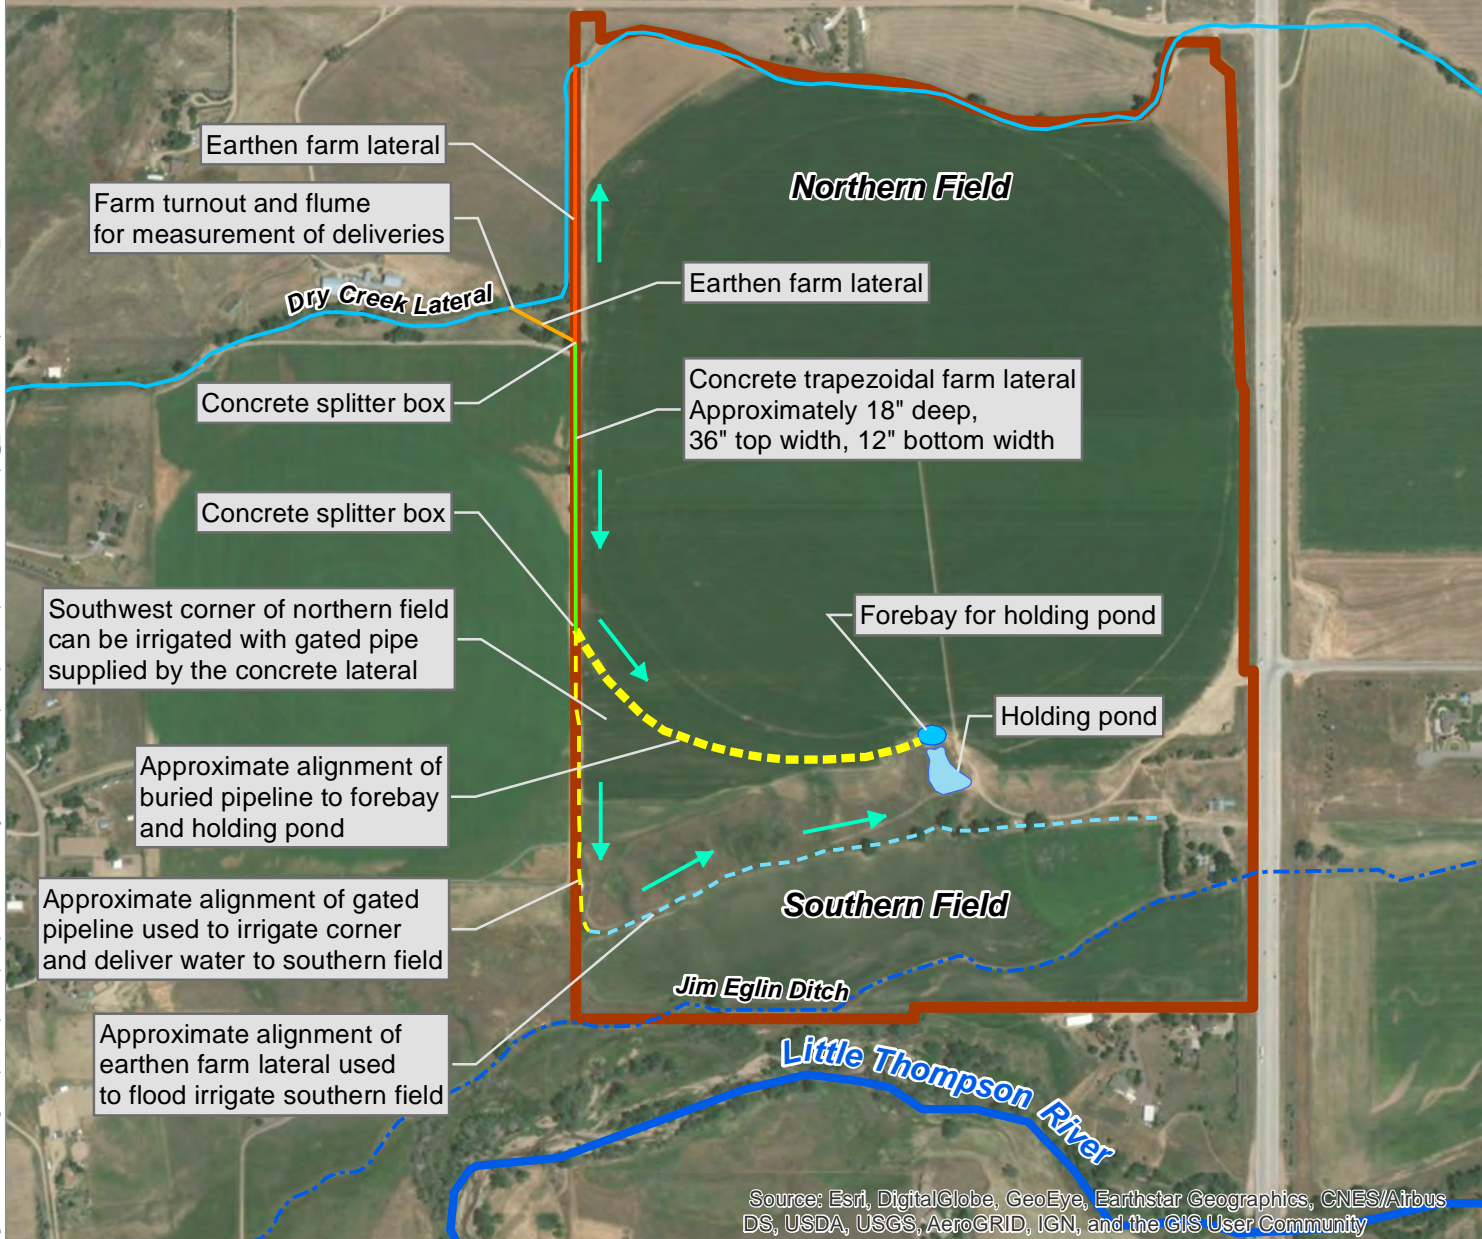 Earthen farm lateral
Northern Field
Farm turnout and flume
for measurement of deliveries
Earthen farm lateral
Dry Creek Lateral
Concrete splitter box
Concrete trapezoidal farm lateral
Approximately 18" deep,
36" top width, 12" bottom width
Concrete splitter box
Southwest corner of northern field
can be irrigated with gated pipe
supplied by the concrete lateral
Forebay for holding pond
Holding pond
Approximate alignment of
buried pipeline to forebay
and holding pond
Approximate alignment of gated
pipeline used to irrigate corner
and deliver water to southern field
Southern Field
Jim Eglin Ditch
Approximate alignment of
earthen farm lateral used
to flood irrigate southern field
Little Thompson River
Source: Esri, DigitalGlobe, GeoEye, Earthstar Geographics, CNES/Airbus
DS, USDA, USGS, AeroGRID, IGN, and the GIS User Community